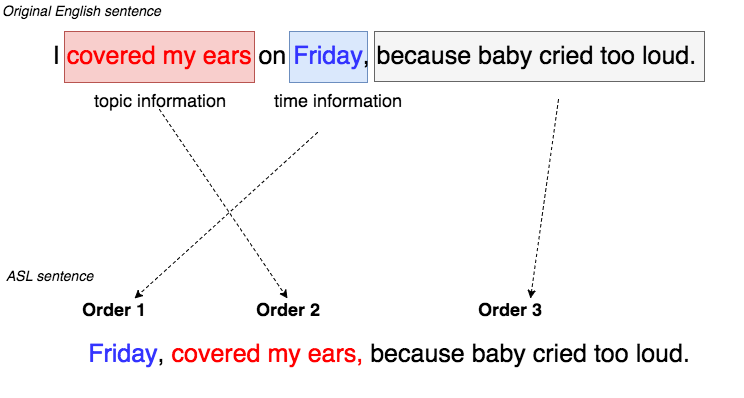 Original English sentence
I covered my ears on Friday, because baby cried too loud.
topic information time information
ASL sentence
Order 1 Order 2 Order 3
Friday, covered my ears, because baby cried too loud.